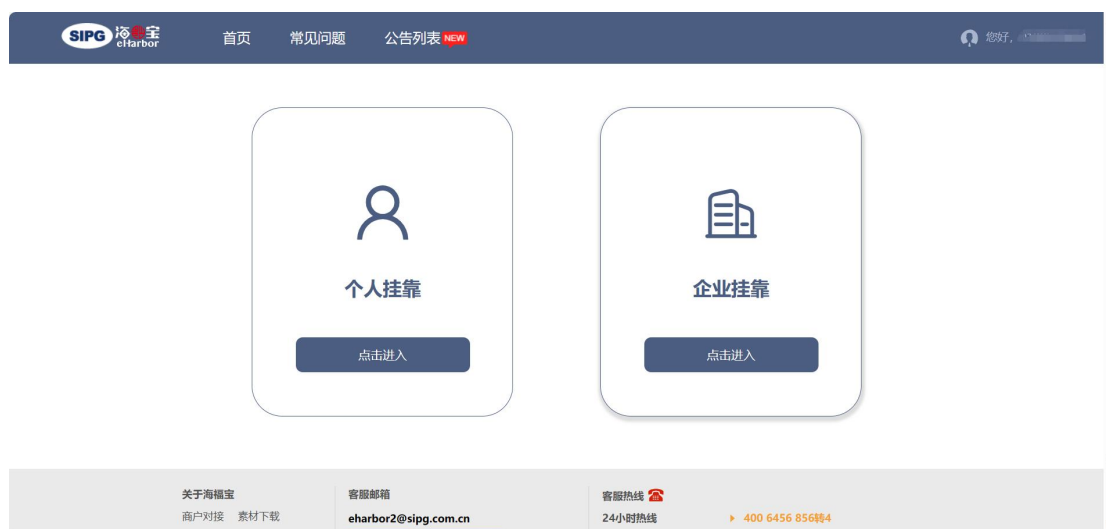 SIPG 海福宝
eHarbor
首页 常见问题 公告列表 NEW
您好,
个人挂靠
企业挂靠
点击进入
点击进入
关于海福宝
商户对接 素材下载
客服邮箱
eharbor2@sipg.com.cn
客服热线
24小时热线 400 6456 856转4